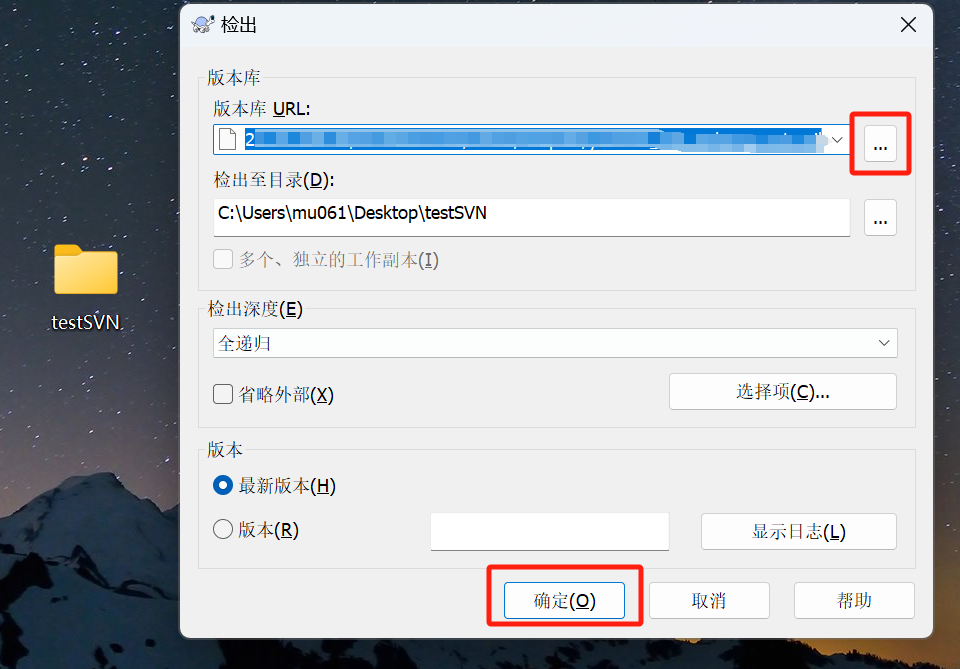 检出
版本库
版本库 URL:
2
...
检出至目录(D):
C:\Users\mu061\Desktop\testSVN
...
多个、独立的工作副本(I)
testSVN
检出深度(E)
全递归
省略外部(X)
选择项(C)...
版本
最新版本(H)
版本(R)
显示日志(L)
确定(O)
取消
帮助